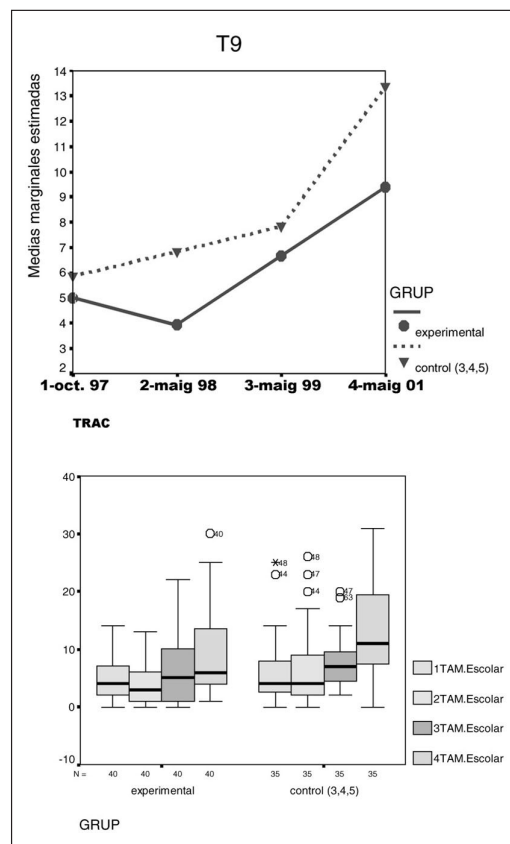 T9
Medias marginales estimadas
14
13
12
11
10
9
8
7
6
5
4
3
2
1-oct. 97 2-maig 98 3-maig 99 4-maig 01
TRAC
GRUP
experimental
control (3,4,5)
40
30
20
10
0
-10
40
48
44
48
47
44
47
63
N = 40 40 40 40 35 35 35 35
experimental control (3,4,5)
GRUP
1TAM.Escolar
2TAM.Escolar
3TAM.Escolar
4TAM.Escolar